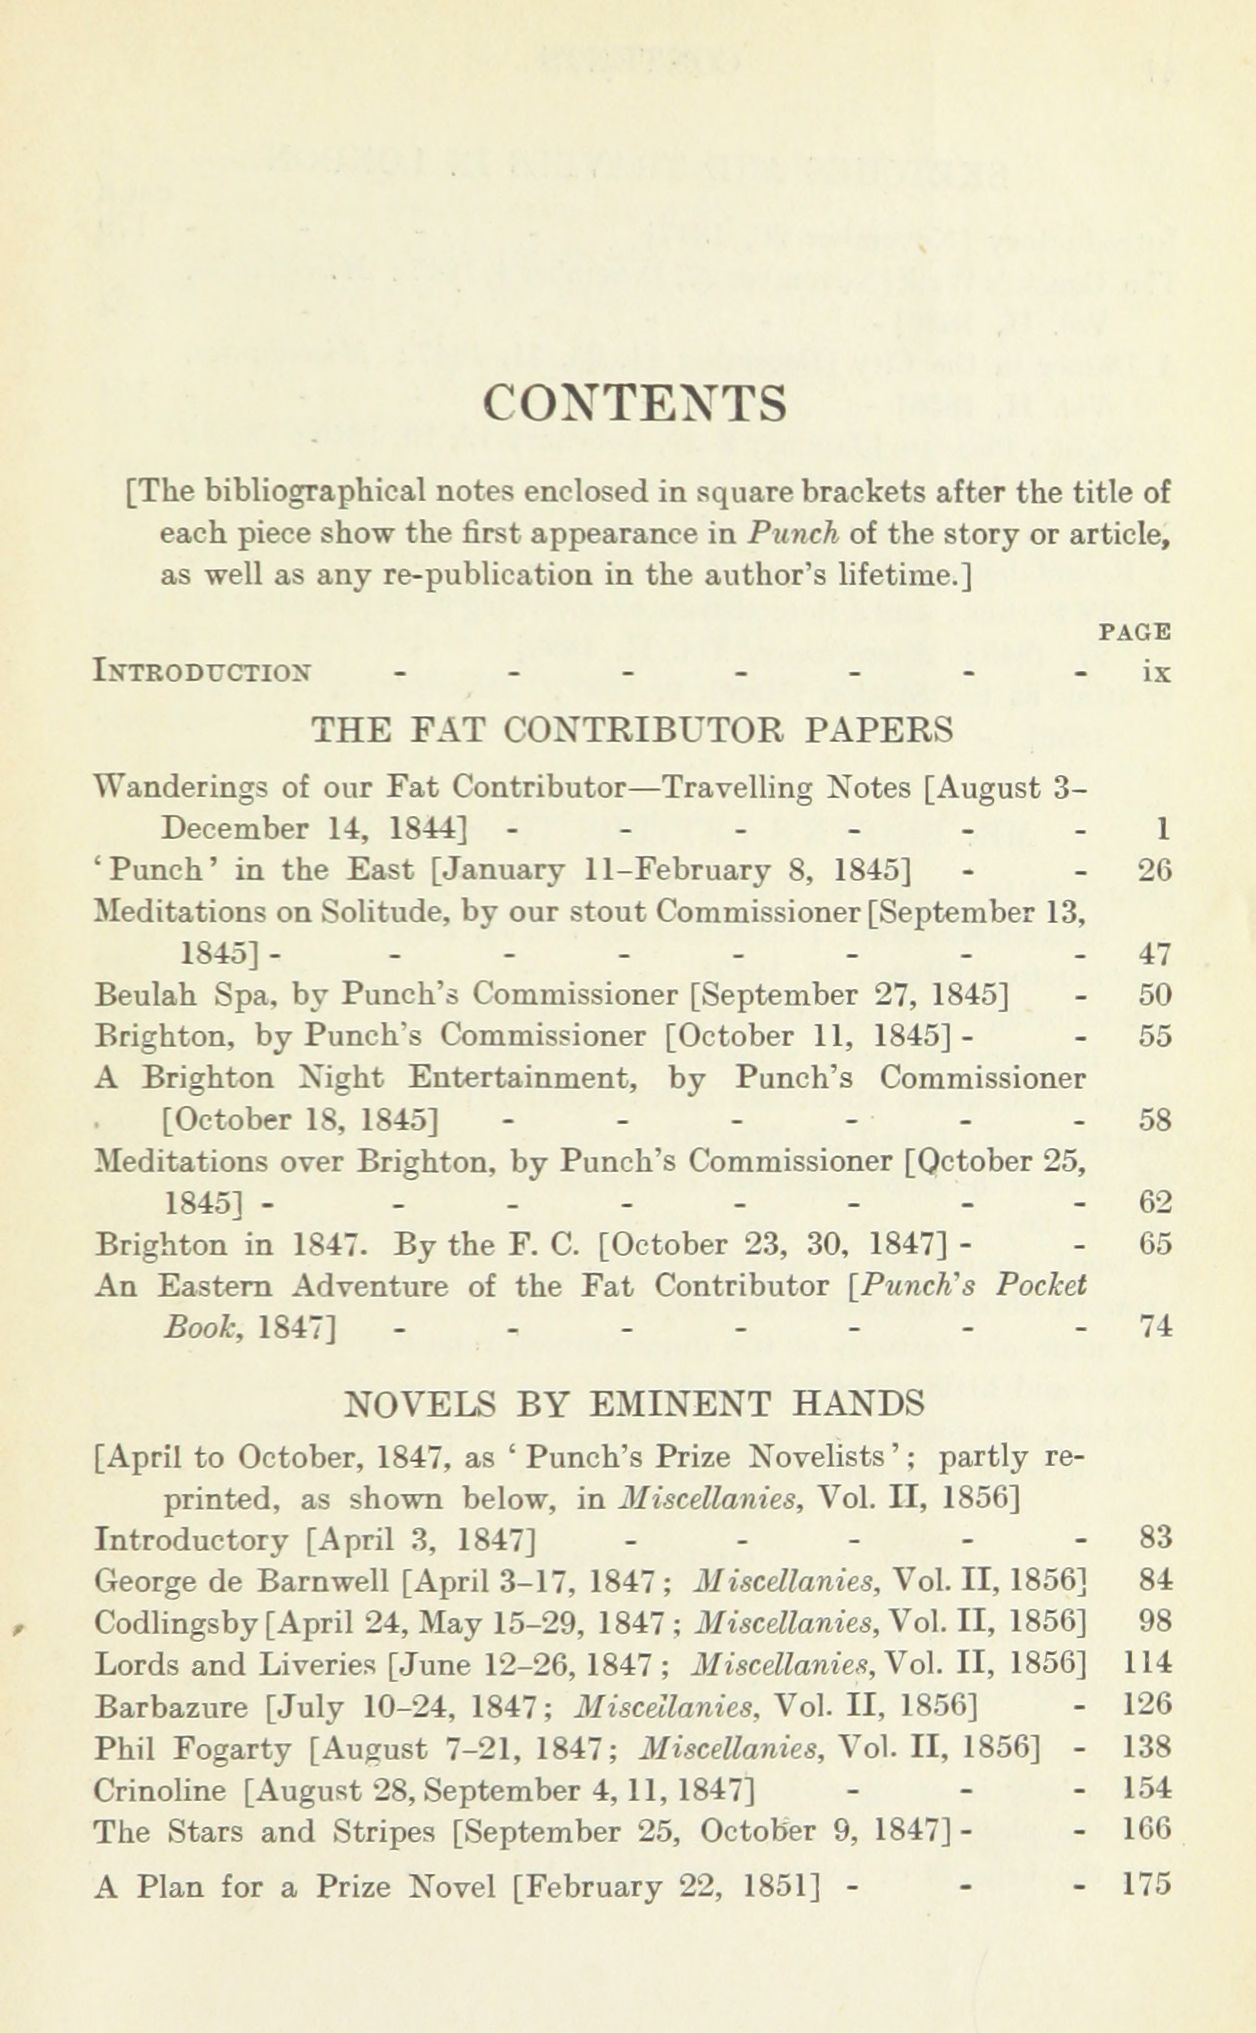 CONTENTS
[The bibliographical notes enclosed in square brackets after the title of
each piece show the first appearance in Punch of the story or article,
as well as any re-publication in the author's lifetime.]
PAGE
INTRODUCTION - - - - - - - ix
THE FAT CONTRIBUTOR PAPERS
Wanderings of our Fat Contributor—Travelling Notes [August 3–
December 14, 1844] - - - - - - 1
‘Punch’ in the East [January 11–February 8, 1845] - - 26
Meditations on Solitude, by our stout Commissioner [September 13,
1845] - - - - - - - - 47
Beulah Spa, by Punch's Commissioner [September 27, 1845] - 50
Brighton, by Punch's Commissioner [October 11, 1845] - - 55
A Brighton Night Entertainment, by Punch's Commissioner
[October 18, 1845] - - - - - - 58
Meditations over Brighton, by Punch's Commissioner [October 25,
1845] - - - - - - - - 62
Brighton in 1847. By the F. C. [October 23, 30, 1847] - - 65
An Eastern Adventure of the Fat Contributor [Punch's Pocket
Book, 1847] - - - - - - - 74
NOVELS BY EMINENT HANDS
[April to October, 1847, as ‘Punch's Prize Novelists’; partly re-
printed, as shown below, in Miscellanies, Vol. II, 1856]
Introductory [April 3, 1847] - - - - - 83
George de Barnwell [April 3–17, 1847; Miscellanies, Vol. II, 1856] 84
Codlingsby [April 24, May 15–29, 1847; Miscellanies, Vol. II, 1856] 98
Lords and Liveries [June 12–26, 1847; Miscellanies, Vol. II, 1856] 114
Barbazure [July 10–24, 1847; Miscellanies, Vol. II, 1856] - 126
Phil Fogarty [August 7–21, 1847; Miscellanies, Vol. II, 1856] - 138
Crinoline [August 28, September 4, 11, 1847] - - - 154
The Stars and Stripes [September 25, October 9, 1847] - - 166
A Plan for a Prize Novel [February 22, 1851] - - - 175